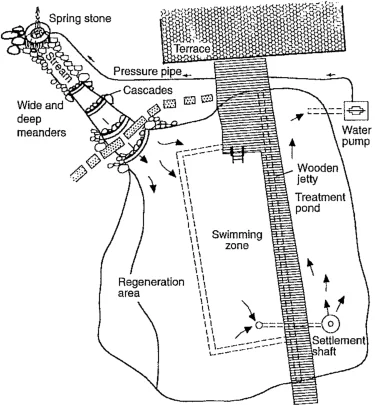 Spring stone
Terrace
Stream
Pressure pipe
Cascades
Wide and
deep
meanders
Water
pump
Wooden
jetty
Treatment
pond
Swimming
zone
Regeneration
area
Settlement
shaft